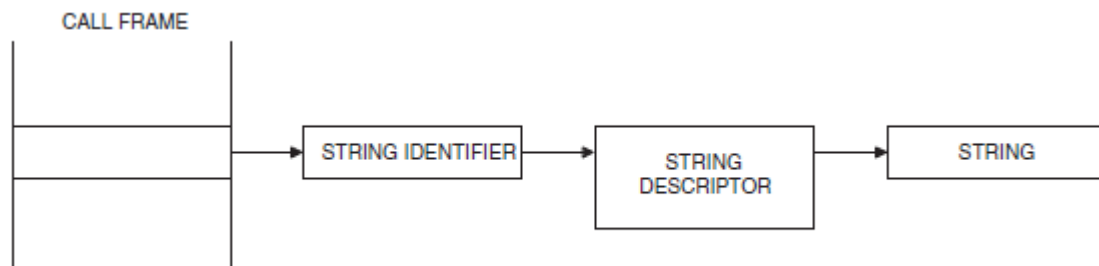 CALL FRAME
STRING IDENTIFIER
STRING
DESCRIPTOR
STRING